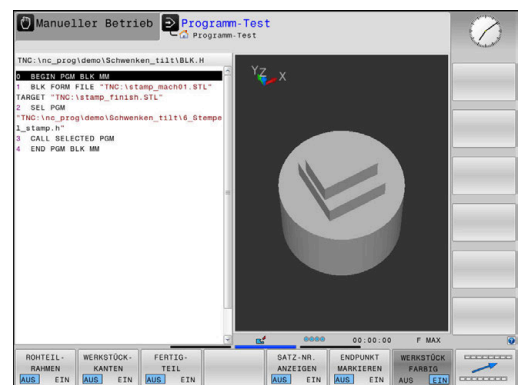 Manueller Betrieb
Programm-Test
Programm-Test
TNC:\nc_prog\demo\Schwenken_tilt\BLK.H
0 BEGIN PGM BLK MM
1 BLK FORM FILE "TNC:\stamp_mach01.STL"
TARGET "TNC:\stamp_finish.STL"
2 SEL PGM
"TNC:\nc_prog\demo\Schwenken_tilt\6_Stempe
l_stamp.h"
3 CALL SELECTED PGM
4 END PGM BLK MM
Y Z X
00:00:00 F MAX
ROHTEIL-
RAHMEN
AUS EIN
WERKSTÜCK-
KANTEN
AUS EIN
FERTIG-
TEIL
AUS EIN
SATZ-NR.
ANZEIGEN
AUS EIN
ENDPUNKT
MARKIEREN
AUS EIN
WERKSTÜCK
FARBIG
AUS EIN